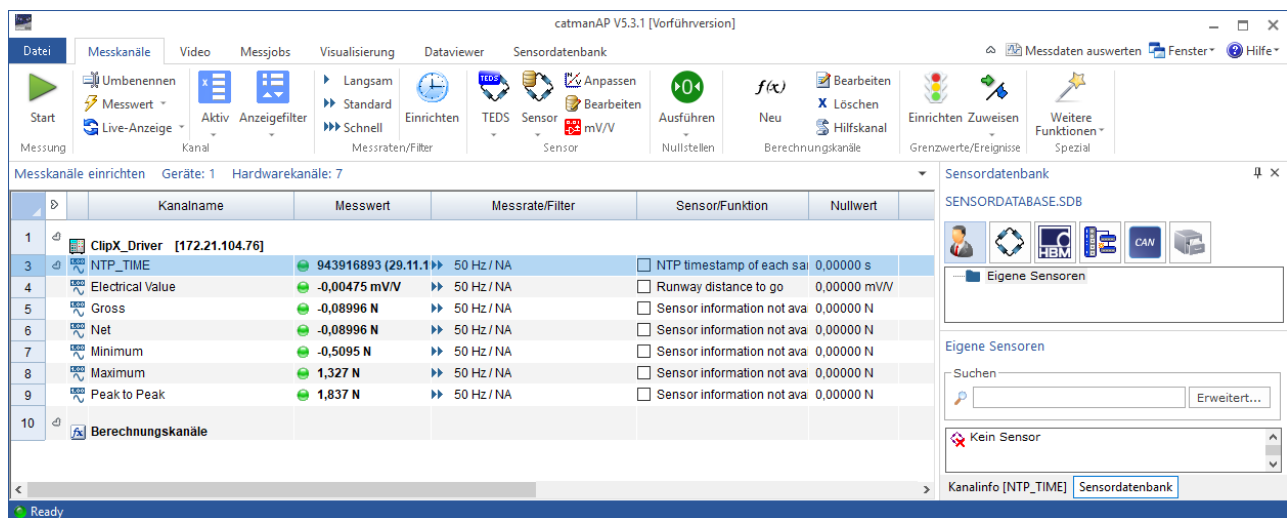 catmanAP V5.3.1 [Vorführversion]
Datei Messkanäle Video Messjobs Visualisierung Dataviewer Sensordatenbank Messdaten auswerten Fenster Hilfe
Start
Messung
Umbenennen
Messwert
Live-Anzeige
Aktiv
Anzeigefilter
Kanal
Langsam
Standard
Schnell
Einrichten
Messraten/Filter
TEDS
TEDS
Sensor
Anpassen
Bearbeiten
mV/V
Sensor
0
Ausführen
Nullstellen
f(x)
Neu
Bearbeiten
Löschen
Hilfskanal
Berechnungskanäle
Einrichten
Zuweisen
Grenzwerte/Ereignisse
Weitere
Funktionen
Spezial
Messkanäle einrichten Geräte: 1 Hardwarekanäle: 7
Kanalname Messwert Messrate/Filter Sensor/Funktion Nullwert
1 ClipX_Driver [172.21.104.76]
3 NTP_TIME 943916893 (29.11.1 50 Hz / NA NTP timestamp of each sa 0,00000 s
4 Electrical Value -0,00475 mV/V 50 Hz / NA Runway distance to go 0,00000 mV/V
5 Gross -0,08996 N 50 Hz / NA Sensor information not ava 0,00000 N
6 Net -0,08996 N 50 Hz / NA Sensor information not ava 0,00000 N
7 Minimum -0,5095 N 50 Hz / NA Sensor information not ava 0,00000 N
8 Maximum 1,327 N 50 Hz / NA Sensor information not ava 0,00000 N
9 Peak to Peak 1,837 N 50 Hz / NA Sensor information not ava 0,00000 N
10 fx Berechnungskanäle
Sensordatenbank
SENSORDATABASE.SDB
HBM CAN
Eigene Sensoren
Eigene Sensoren
Suchen
Erweitert...
Kein Sensor
Kanalinfo [NTP_TIME] Sensordatenbank
Ready